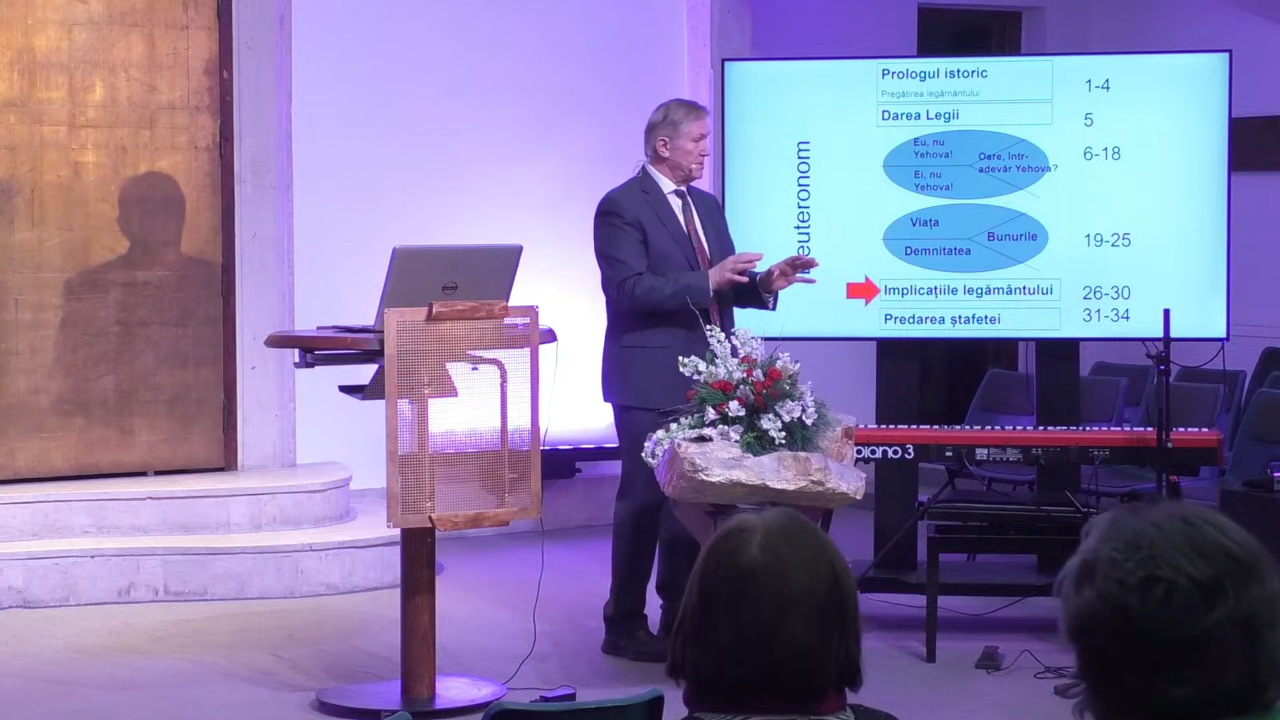 Prologul istoric
Pregătirea legământului
1-4
Darea Legii
5
Eu, nu
Yehova!
Oare, într-
adevăr Yehova?
Ei, nu
Yehova!
6-18
Viața
Bunurile
Demnitatea
19-25
Implicațiile legământului
26-30
Predarea ștafetei
31-34
euteronom
piano 3